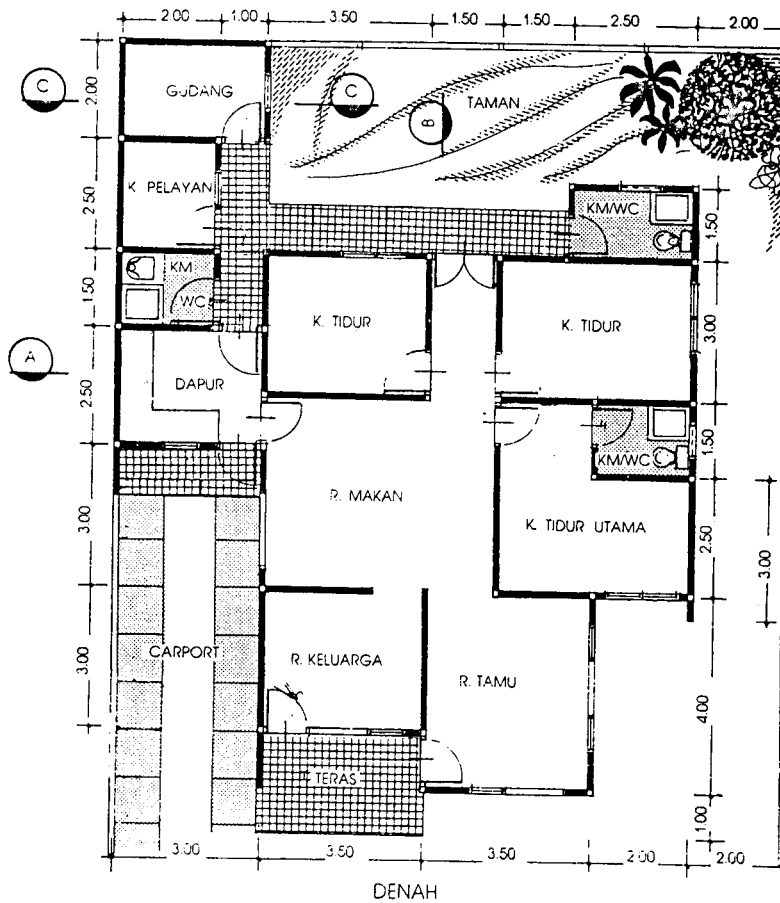 2.00 1.00 3.50 1.50 1.50 2.50 2.00
C
2.00
GUDANG
C
B
TAMAN
2.50
K. PELAYAN
KM/WC
1.50
1.50
KM
WC
K. TIDUR
K. TIDUR
3.00
A
2.50
DAPUR
KM/WC
1.50
R. MAKAN
3.00
K. TIDUR UTAMA
2.50
3.00
3.00
CARPORT
R. KELUARGA
R. TAMU
4.00
TERAS
1.00
3.00 3.50 3.50 2.00 2.00
DENAH